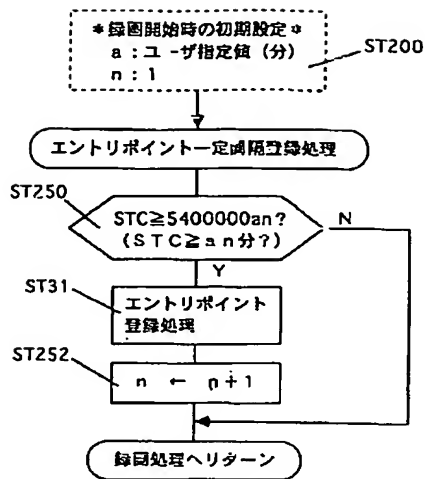 *録画開始時の初期設定*
a:ユーザ指定値(分)
n:1
ST200
エントリポイント一定間隔登録処理
ST250
STC≧5400000an?
(STC≧an分?)
N
Y
ST31
エントリポイント
登録処理
ST252
n ← n+1
録画処理へリターン